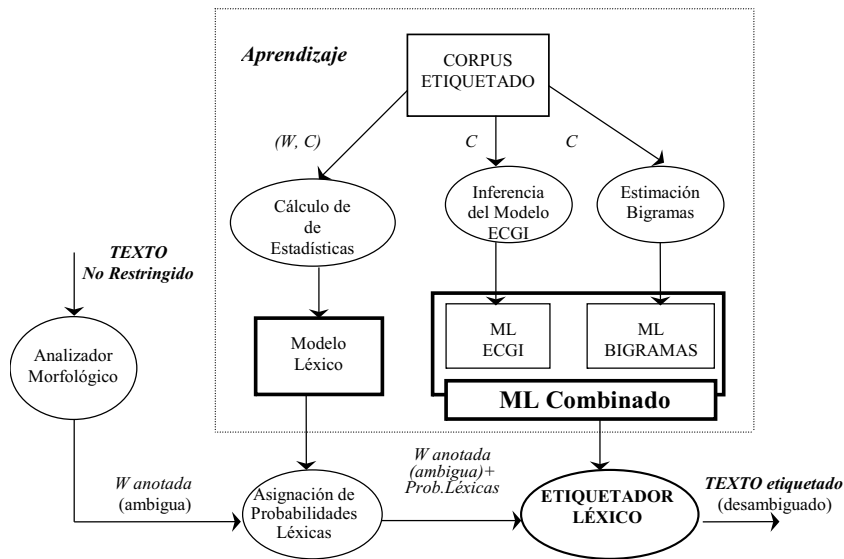 Aprendizaje
CORPUS
ETIQUETADO
(W, C)
C
C
Cálculo de
de
Estadísticas
Inferencia
del Modelo
ECGI
Estimación
Bigramas
TEXTO
No Restringido
Analizador
Morfológico
Modelo
Léxico
ML
ECGI
ML
BIGRAMAS
ML Combinado
W anotada
(ambigua)
Asignación de
Probabilidades
Léxicas
W anotada
(ambigua)+
Prob.Léxicas
ETIQUETADOR
LÉXICO
TEXTO etiquetado
(desambiguado)